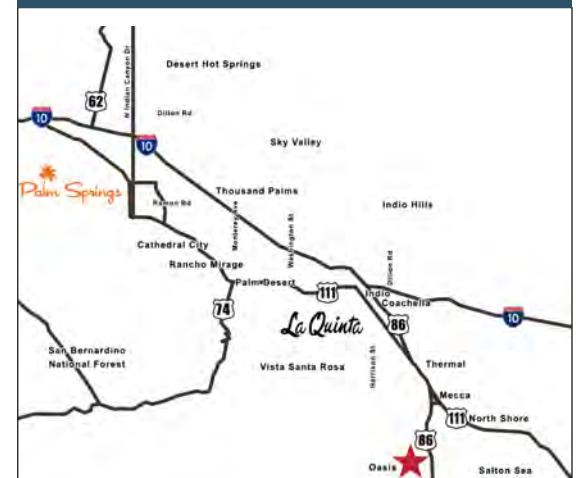 Desert Hot Springs
N Indian Canyon Dr
62
Dillon Rd
10
10
Sky Valley
Palm Springs
Thousand Palms
Ramon Rd
Indio Hills
Monterey Ave
Washington St
Cathedral City
Rancho Mirage
Dillon Rd
Palm Desert
111
Indio
Coachella
74
10
La Quinta
86
San Bernardino
National Forest
Vista Santa Rosa
Harrison St
Thermal
Mecca
111
North Shore
86
Oasis
Salton Sea